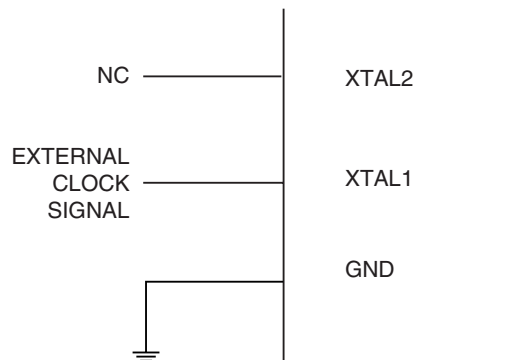 NC
XTAL2
EXTERNAL
CLOCK
SIGNAL
XTAL1
GND